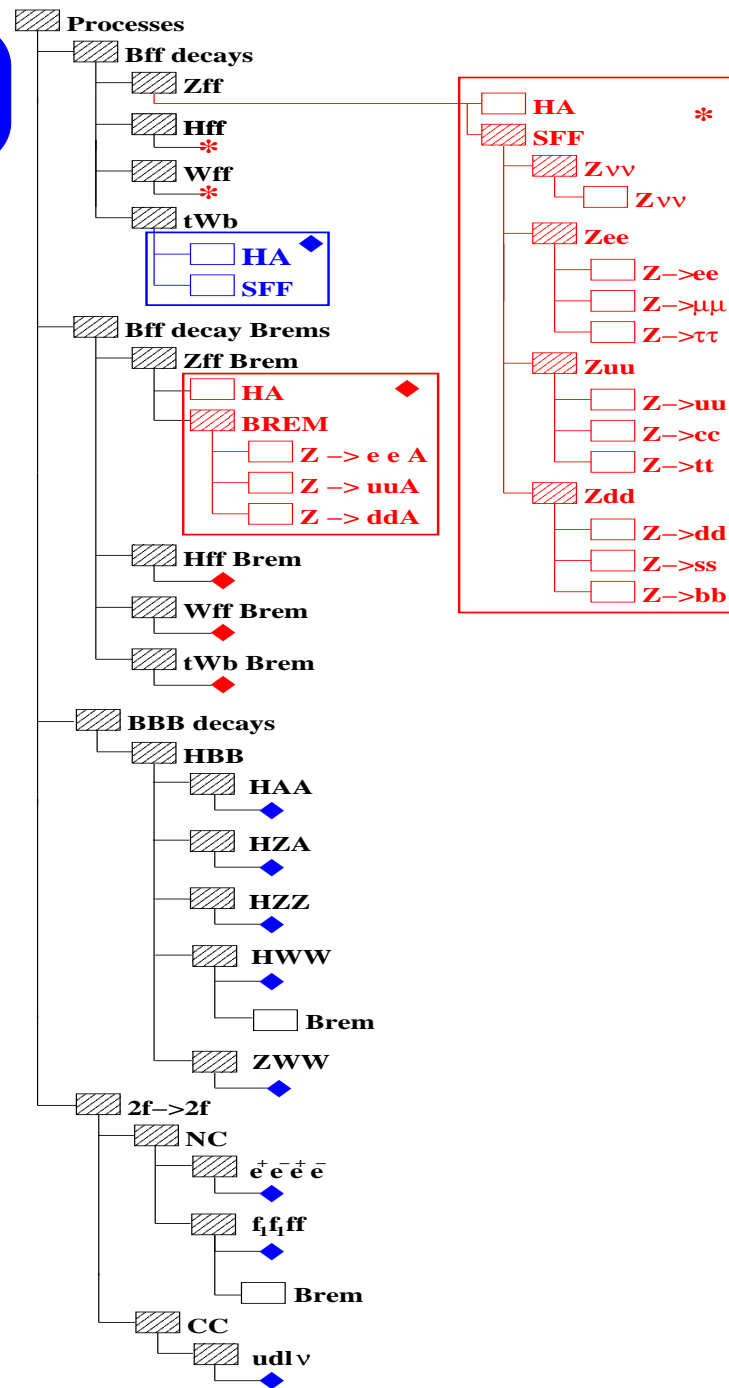 Processes
Bff decays
Zff
Hff
*
Wff
*
tWb
HA
SFF
HA
*
SFF
Zνν
Zνν
Zee
Z−>ee
Z−>μμ
Z−>ττ
Zuu
Z−>uu
Z−>cc
Z−>tt
Zdd
Z−>dd
Z−>ss
Z−>bb
Bff decay Brems
Zff Brem
HA
BREM
Z −> e e A
Z −> uuA
Z −> ddA
Hff Brem
Wff Brem
tWb Brem
BBB decays
HBB
HAA
HZA
HZZ
HWW
Brem
ZWW
2f−>2f
NC
e⁺e⁻e⁺e⁻
f₁f₁ff
Brem
CC
udlν